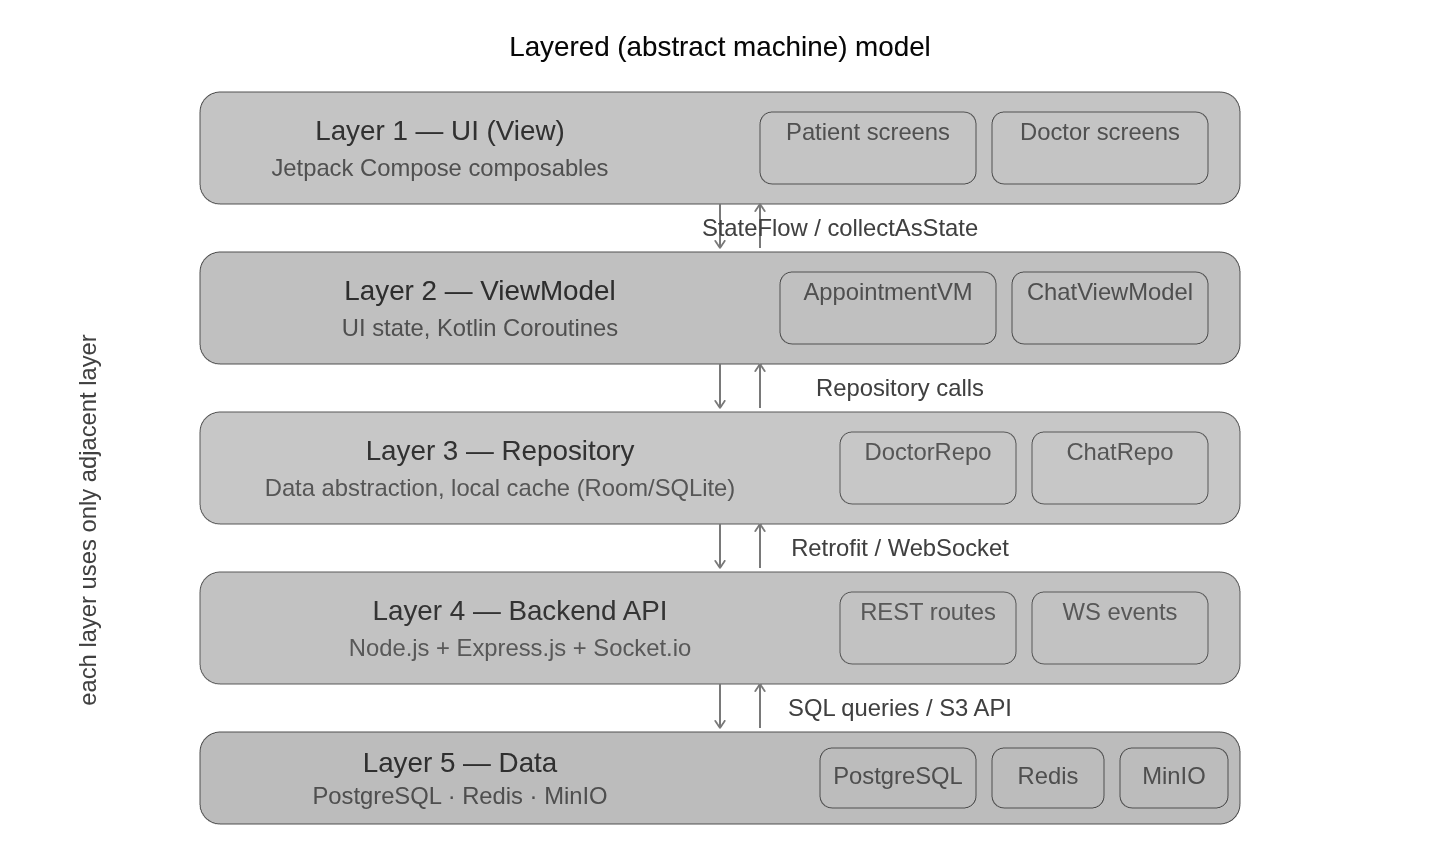 Layered (abstract machine) model
Layer 1 — UI (View)
Jetpack Compose composables
Patient screens
Doctor screens
StateFlow / collectAsState
Layer 2 — ViewModel
UI state, Kotlin Coroutines
AppointmentVM
ChatViewModel
Repository calls
Layer 3 — Repository
Data abstraction, local cache (Room/SQLite)
DoctorRepo
ChatRepo
Retrofit / WebSocket
Layer 4 — Backend API
Node.js + Express.js + Socket.io
REST routes
WS events
SQL queries / S3 API
Layer 5 — Data
PostgreSQL · Redis · MinIO
PostgreSQL
Redis
MinIO
each layer uses only adjacent layer